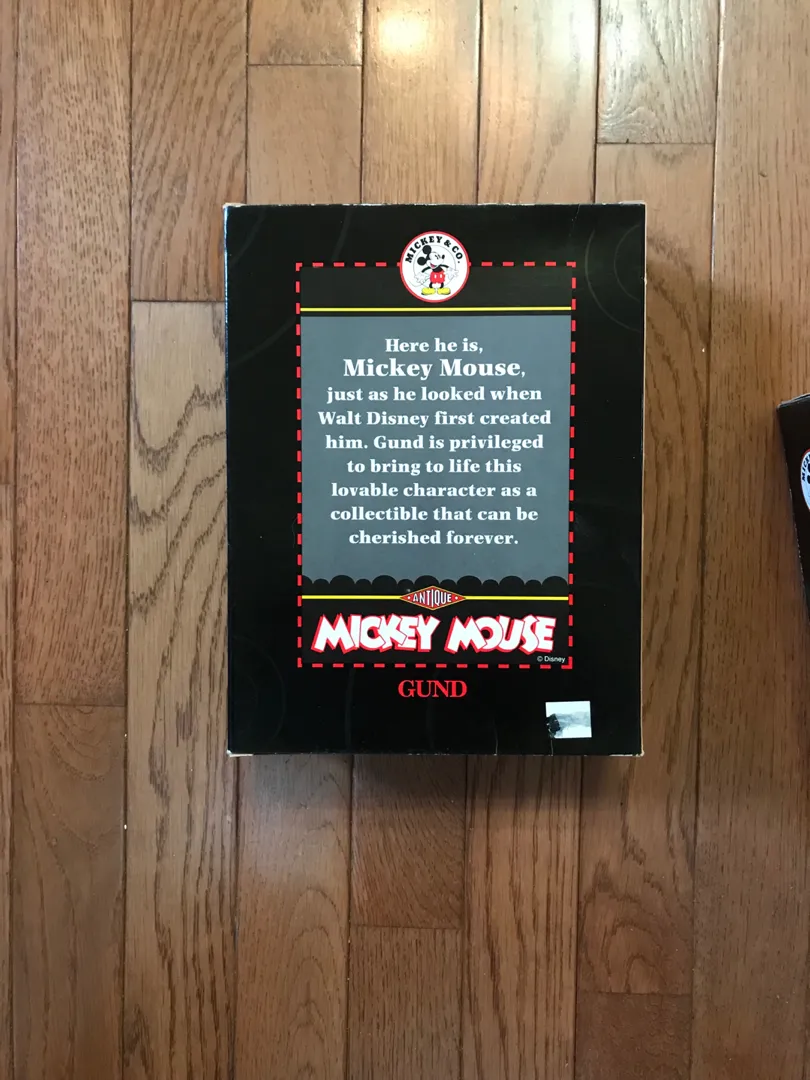 MICKEY & CO.
Here he is,
Mickey Mouse,
just as he looked when
Walt Disney first created
him. Gund is privileged
to bring to life this
lovable character as a
collectible that can be
cherished forever.
ANTIQUE
MICKEY MOUSE
© Disney
GUND